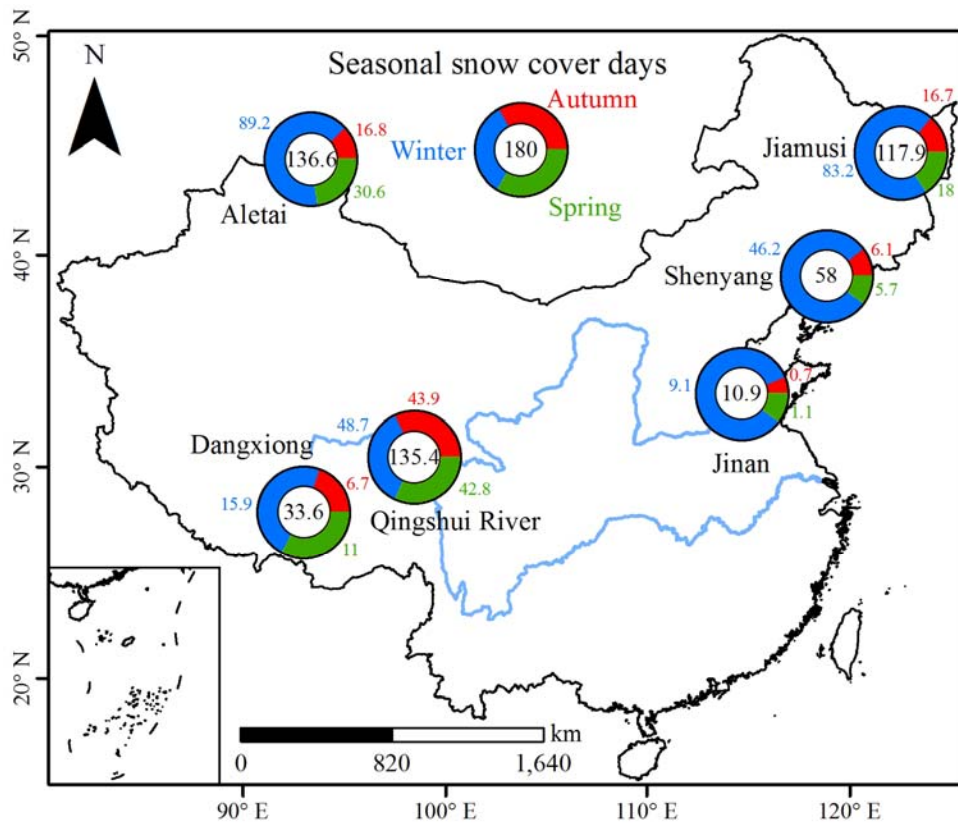 50° N
40° N
30° N
20° N
N
Seasonal snow cover days
Autumn
Winter
180
Spring
89.2
16.8
136.6
30.6
Aletai
16.7
Jiamusi
117.9
83.2
18
46.2
6.1
Shenyang
58
5.7
9.1
0.7
10.9
1.1
Jinan
43.9
48.7
135.4
42.8
Qingshui River
Dangxiong
6.7
15.9
33.6
11
km
0
820
1,640
90° E
100° E
110° E
120° E